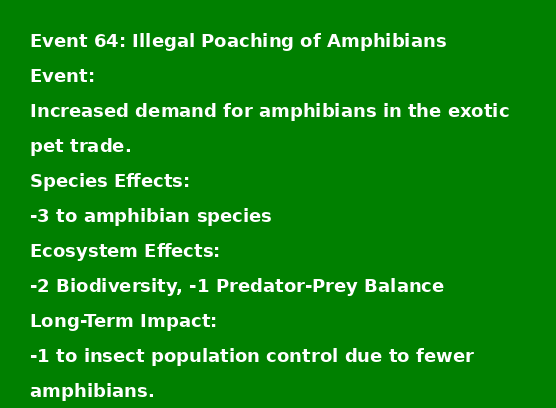 Event 64: Illegal Poaching of Amphibians
Event:
Increased demand for amphibians in the exotic
pet trade.
Species Effects:
-3 to amphibian species
Ecosystem Effects:
-2 Biodiversity, -1 Predator-Prey Balance
Long-Term Impact:
-1 to insect population control due to fewer
amphibians.